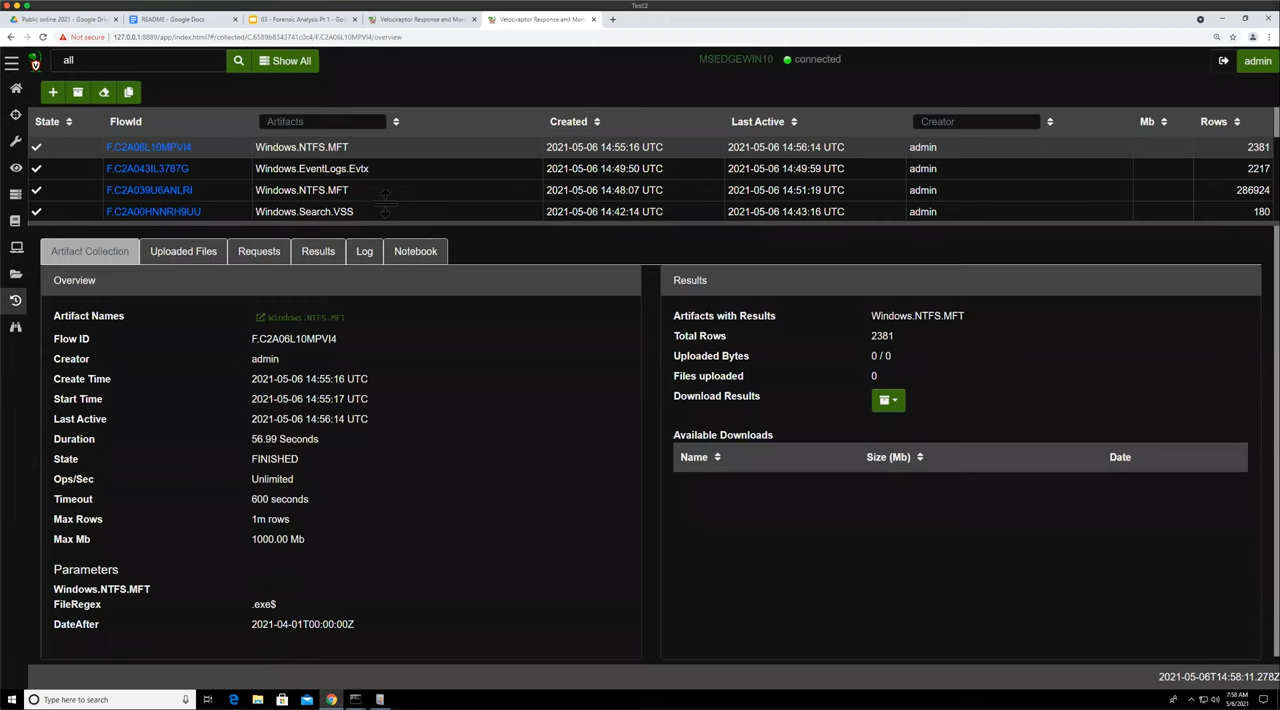 Test2
Public online 2021 - Google Driv
README - Google Docs
03 - Forensic Analysis Pt 1 - Goo
Velociraptor Response and Mon
Velociraptor Response and Mon
Not secure | 127.0.0.1:8889/app/index.html?#/collected/C.6589b8343741c0c4/F.C2A06L10MPVI4/overview
all
Show All
MSEDGEWIN10 connected
admin
State FlowId Artifacts Created Last Active Creator Mb Rows
F.C2A06L10MPVI4 Windows.NTFS.MFT 2021-05-06 14:55:16 UTC 2021-05-06 14:56:14 UTC admin 2381
F.C2A043IL3787G Windows.EventLogs.Evtx 2021-05-06 14:49:50 UTC 2021-05-06 14:49:59 UTC admin 2217
F.C2A039U6ANLRI Windows.NTFS.MFT 2021-05-06 14:48:07 UTC 2021-05-06 14:51:19 UTC admin 286924
F.C2A00HNNRH9UU Windows.Search.VSS 2021-05-06 14:42:14 UTC 2021-05-06 14:43:16 UTC admin 180
Artifact Collection Uploaded Files Requests Results Log Notebook
Overview
Artifact Names Windows.NTFS.MFT
Flow ID F.C2A06L10MPVI4
Creator admin
Create Time 2021-05-06 14:55:16 UTC
Start Time 2021-05-06 14:55:17 UTC
Last Active 2021-05-06 14:56:14 UTC
Duration 56.99 Seconds
State FINISHED
Ops/Sec Unlimited
Timeout 600 seconds
Max Rows 1m rows
Max Mb 1000.00 Mb
Parameters
Windows.NTFS.MFT
FileRegex .exe$
DateAfter 2021-04-01T00:00:00Z
Results
Artifacts with Results Windows.NTFS.MFT
Total Rows 2381
Uploaded Bytes 0 / 0
Files uploaded 0
Download Results
Available Downloads
Name Size (Mb) Date
2021-05-06T14:58:11.278Z
Type here to search
7:58 AM
5/6/2021